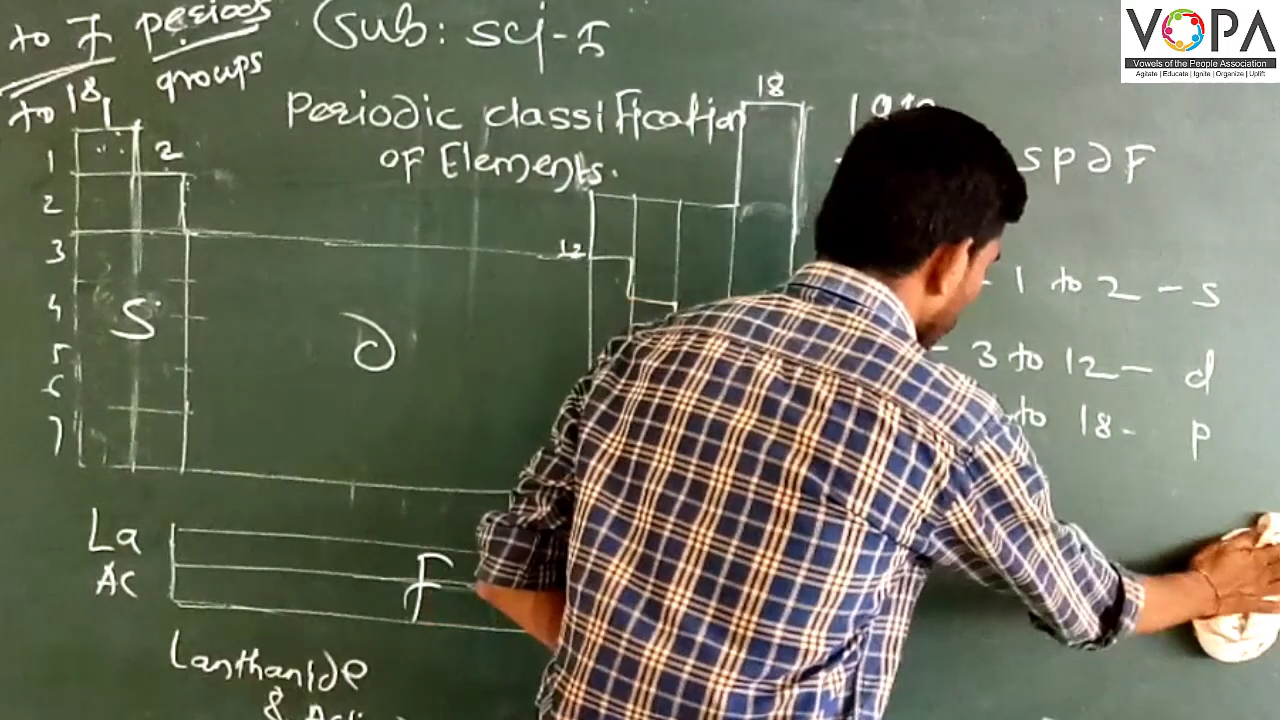 to 7 periods
to 18 groups
Sub: sci-I
Periodic classification
of Elements.
18
1
1
2
2
3
4
5
6
7
12
s
d
spdf
1 to 2 - s
- 3 to 12 - d
to 18 - p
La
Ac
F
Lanthanide
&
VOPA
Vowels of the People Association
Agitate | Educate | Ignite | Organize | Uplift